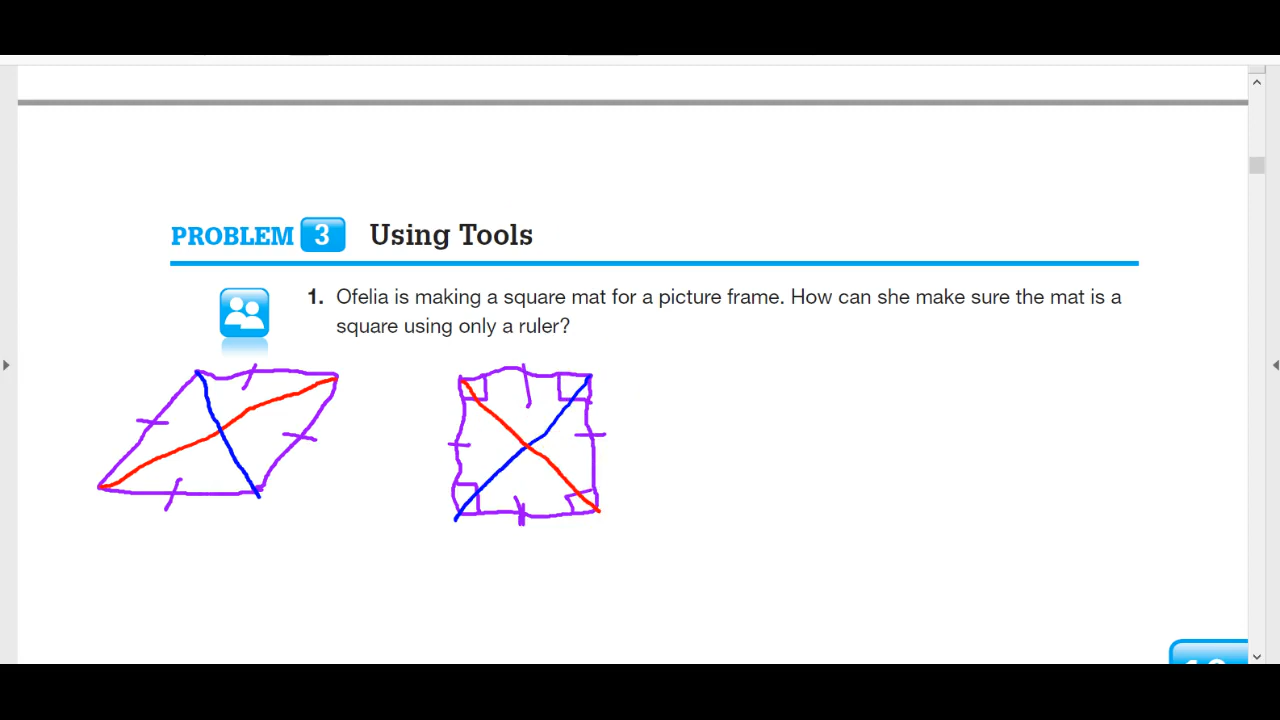 PROBLEM 3 Using Tools
1. Ofelia is making a square mat for a picture frame. How can she make sure the mat is a
square using only a ruler?